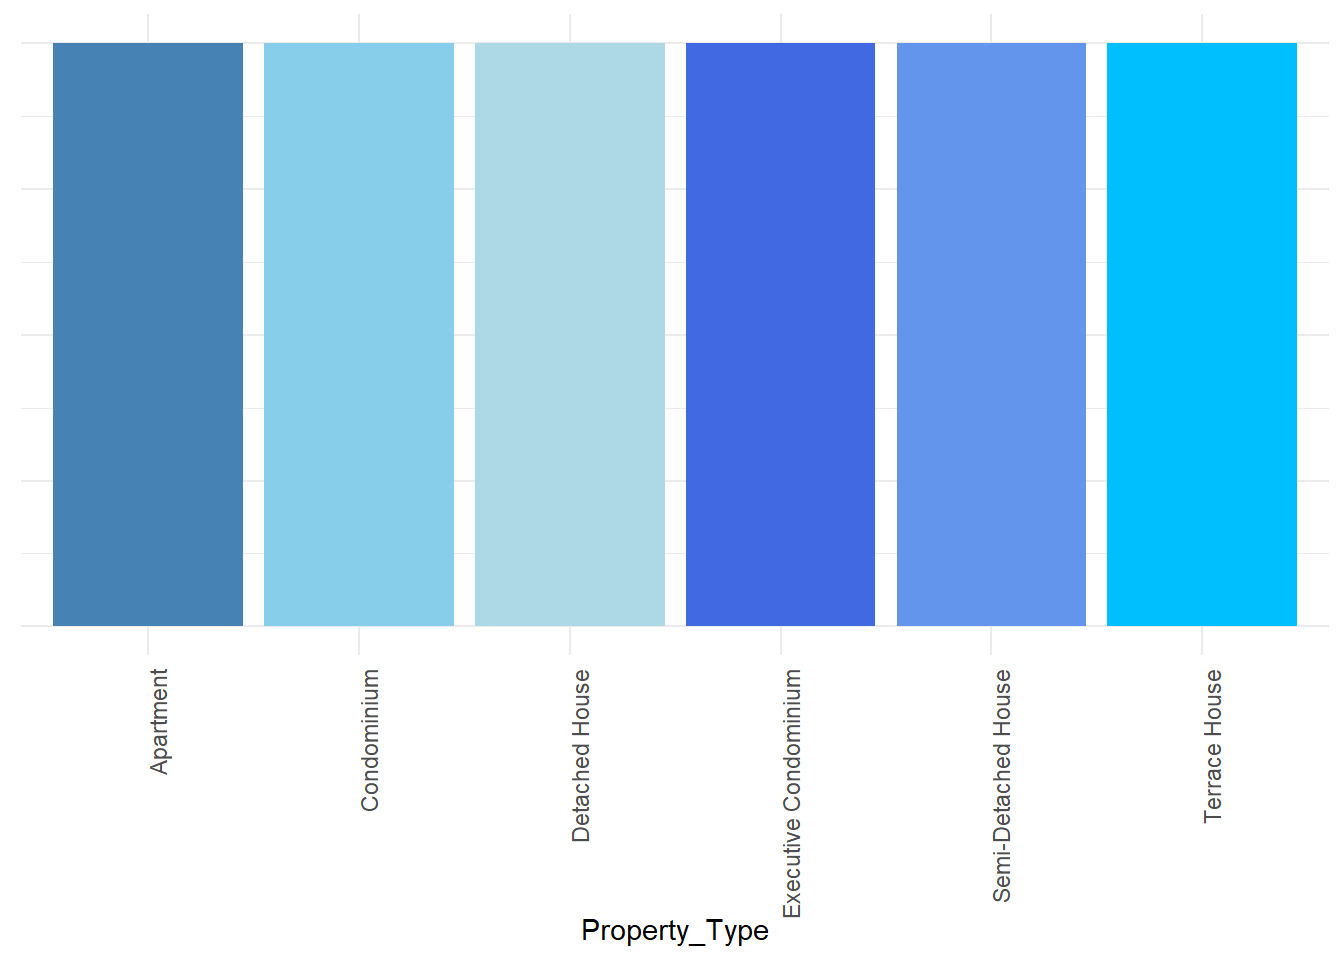 Apartment
Condominium
Detached House
Executive Condominium
Semi-Detached House
Terrace House
Property_Type